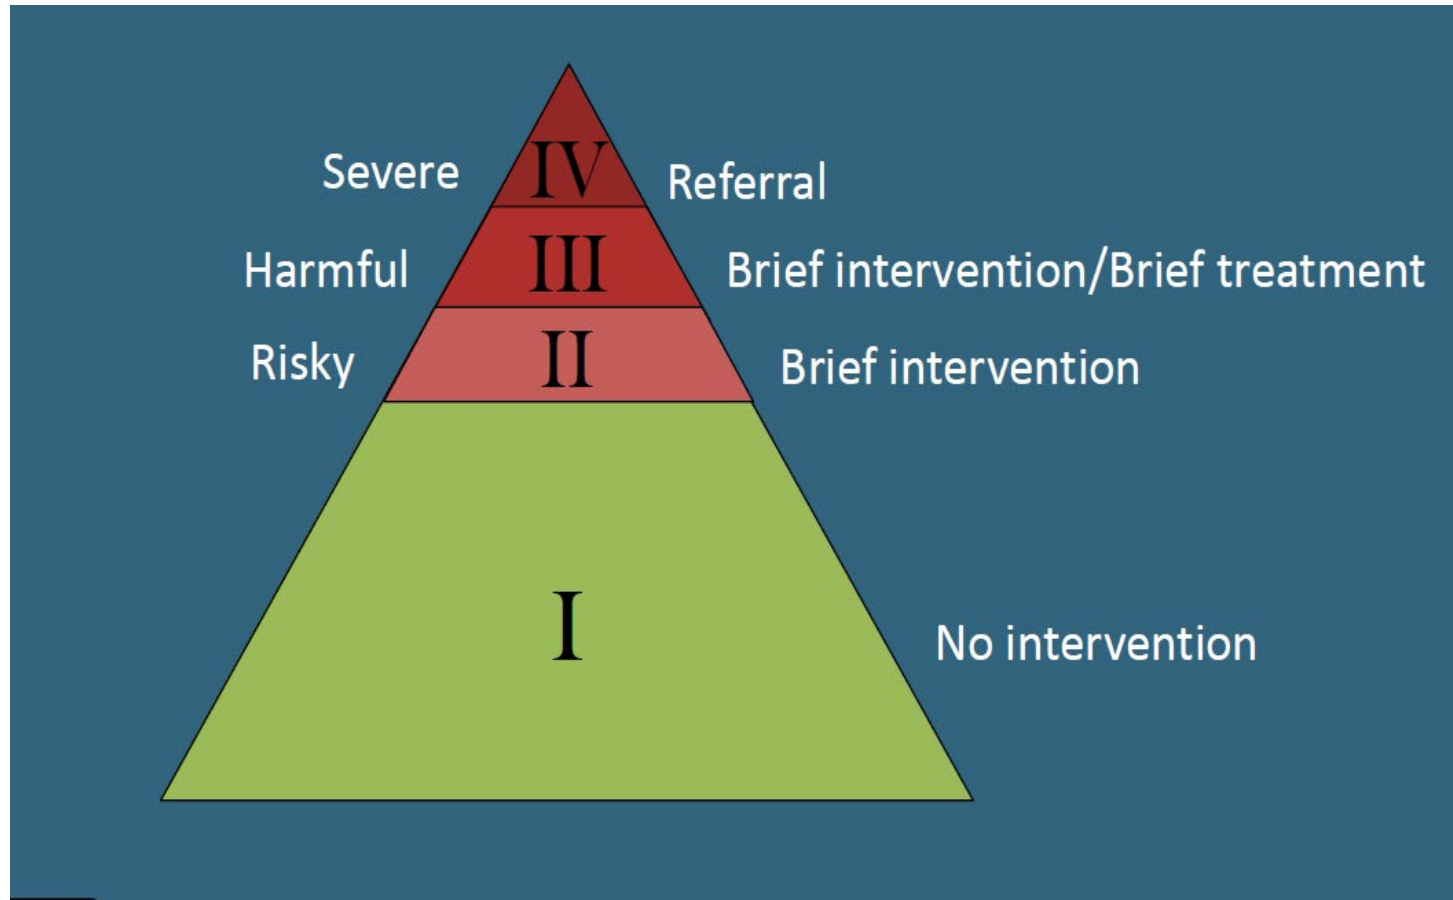 Severe IV Referral
Harmful III Brief intervention/Brief treatment
Risky II Brief intervention
I No intervention